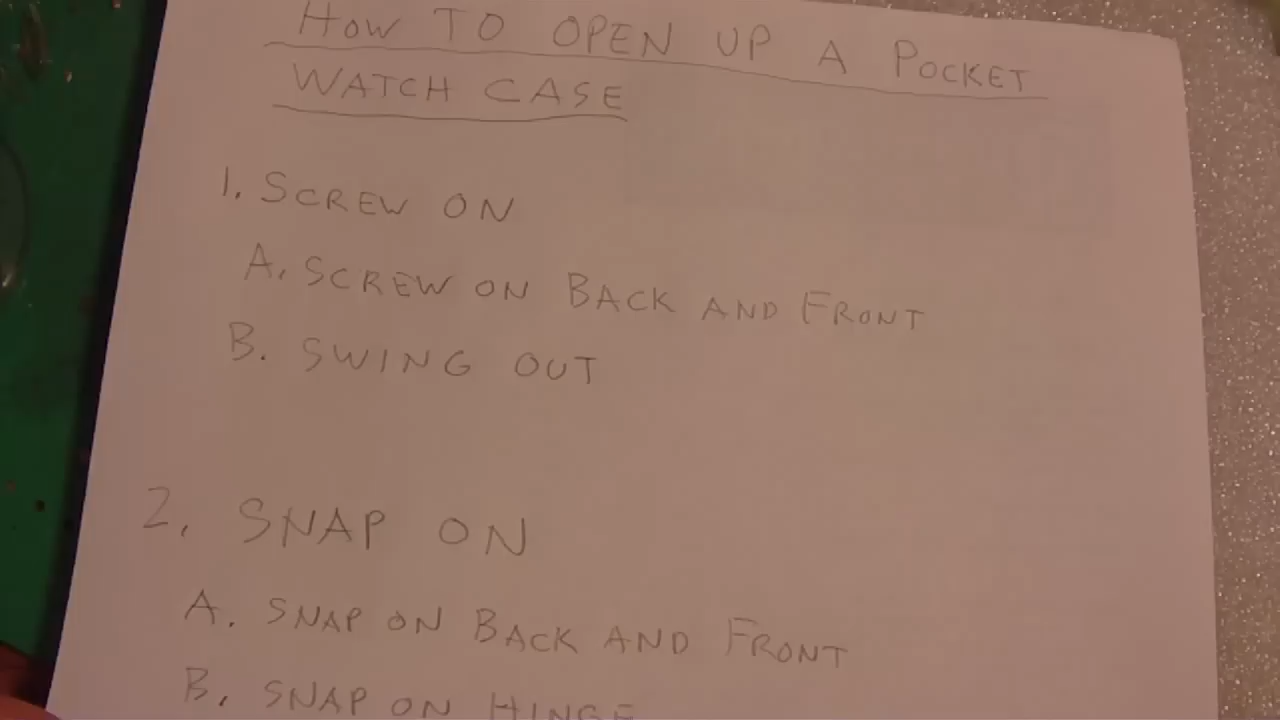 How TO OPEN UP A POCKET
WATCH CASE
1. SCREW ON
A. SCREW ON BACK AND FRONT
B. SWING OUT
2. SNAP ON
A. SNAP ON BACK AND FRONT
B. SNAP ON HINGE